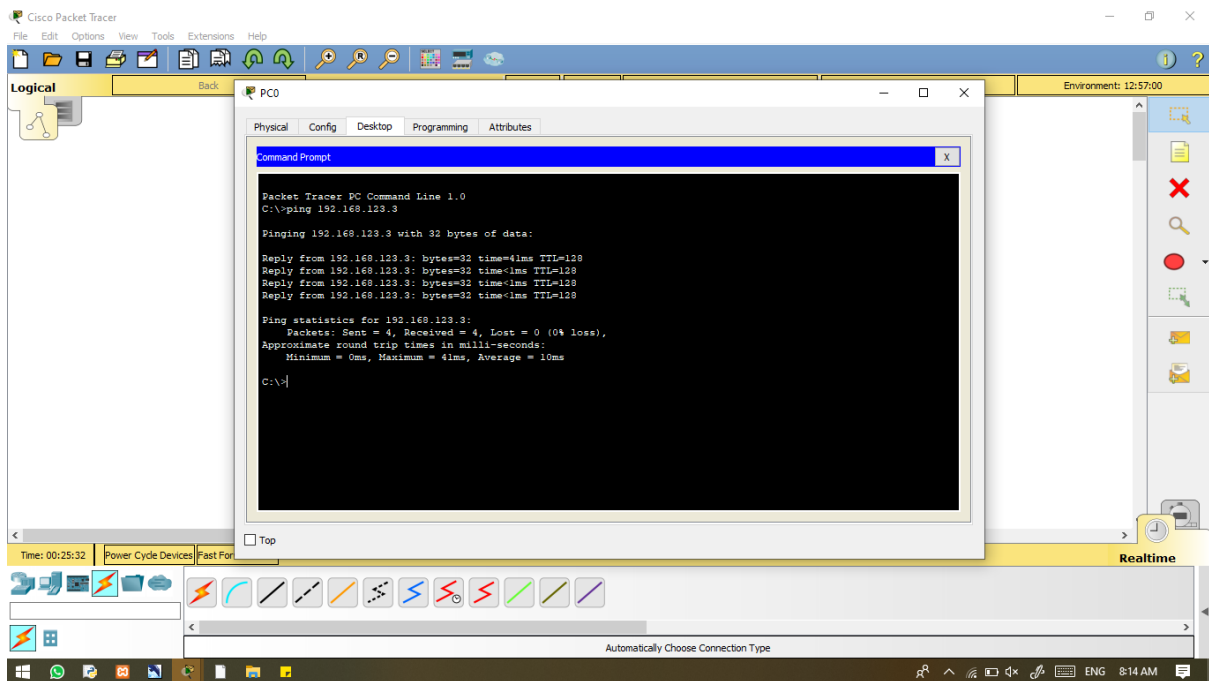 Cisco Packet Tracer
File Edit Options View Tools Extensions Help
Logical
Back
Environment: 12:57:00
PC0
Physical Config Desktop Programming Attributes
Command Prompt
X
Packet Tracer PC Command Line 1.0
C:\>ping 192.168.123.3
Pinging 192.168.123.3 with 32 bytes of data:
Reply from 192.168.123.3: bytes=32 time=41ms TTL=128
Reply from 192.168.123.3: bytes=32 time<1ms TTL=128
Reply from 192.168.123.3: bytes=32 time<1ms TTL=128
Reply from 192.168.123.3: bytes=32 time<1ms TTL=128
Ping statistics for 192.168.123.3:
Packets: Sent = 4, Received = 4, Lost = 0 (0% loss),
Approximate round trip times in milli-seconds:
Minimum = 0ms, Maximum = 41ms, Average = 10ms
C:\>
Top
Time: 00:25:32 Power Cycle Devices Fast For
Realtime
Automatically Choose Connection Type
ENG 8:14 AM